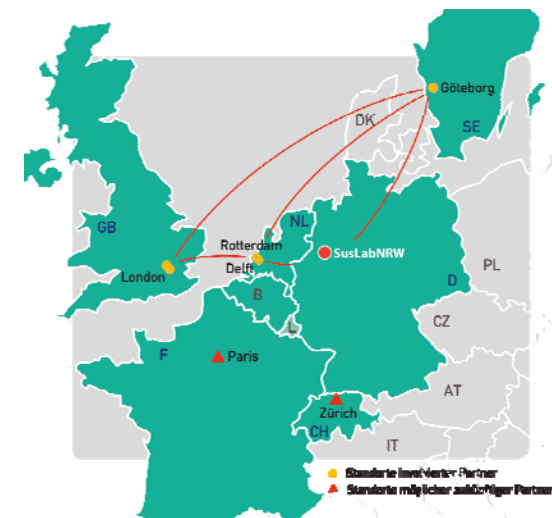 Göteborg
DK
SE
GB
NL
Rotterdam
SusLabNRW
London
Delft
PL
D
B
CZ
L
F
Paris
AT
Zürich
CH
IT
Standorte involvierter Partner
Standorte möglicher zukünftiger Partner